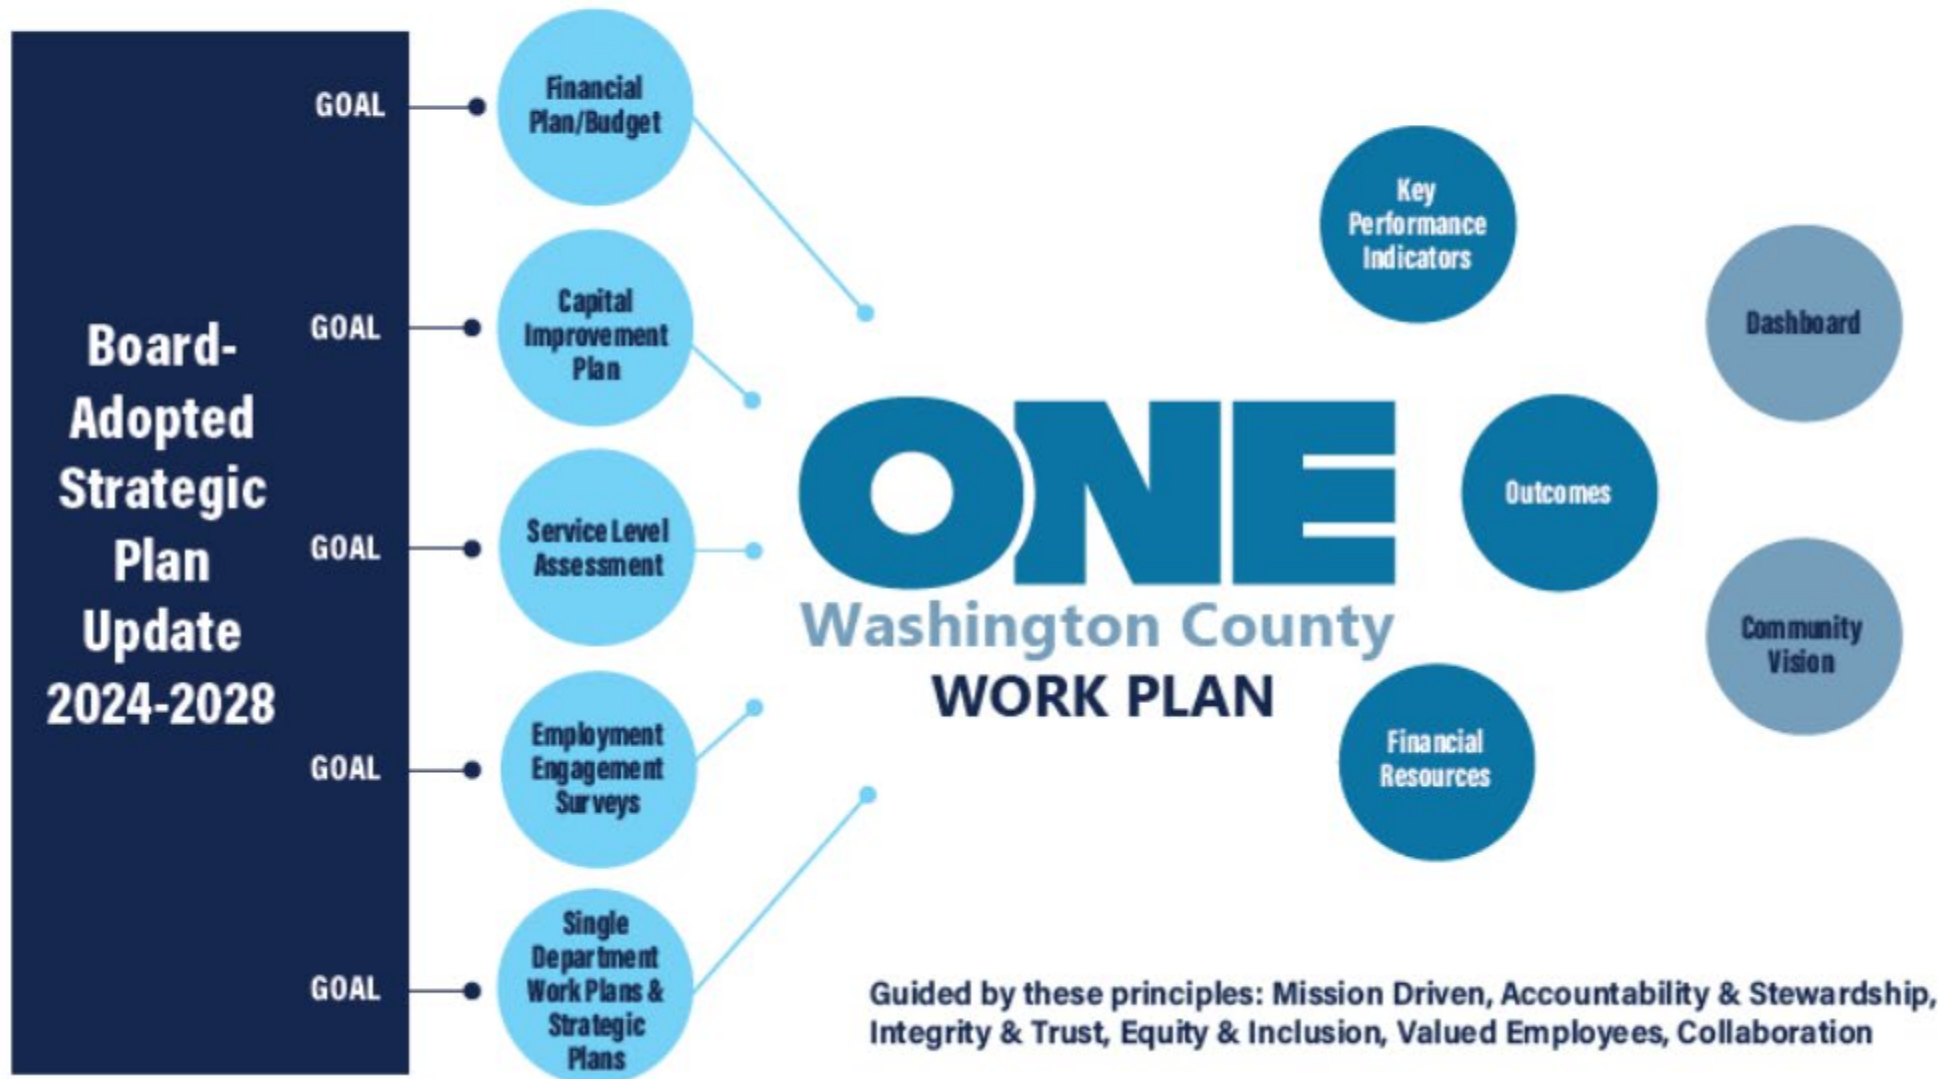 Board-
Adopted
Strategic
Plan
Update
2024-2028
GOAL
GOAL
GOAL
GOAL
GOAL
Financial
Plan/Budget
Capital
Improvement
Plan
Service Level
Assessment
Employment
Engagement
Surveys
Single
Department
Work Plans &
Strategic
Plans
ONE
Washington County
WORK PLAN
Key
Performance
Indicators
Outcomes
Financial
Resources
Dashboard
Community
Vision
Guided by these principles: Mission Driven, Accountability & Stewardship,
Integrity & Trust, Equity & Inclusion, Valued Employees, Collaboration